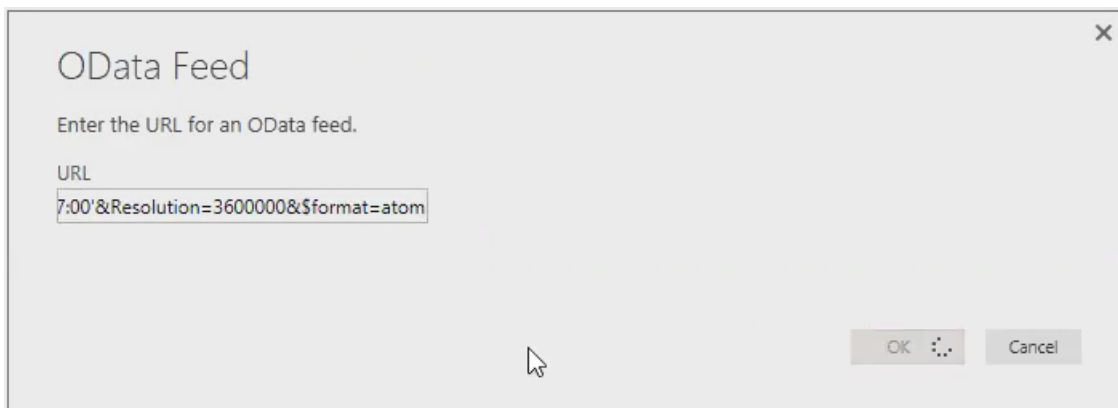 OData Feed
Enter the URL for an OData feed.
URL
7:00'&Resolution=3600000&$format=atom
OK
Cancel